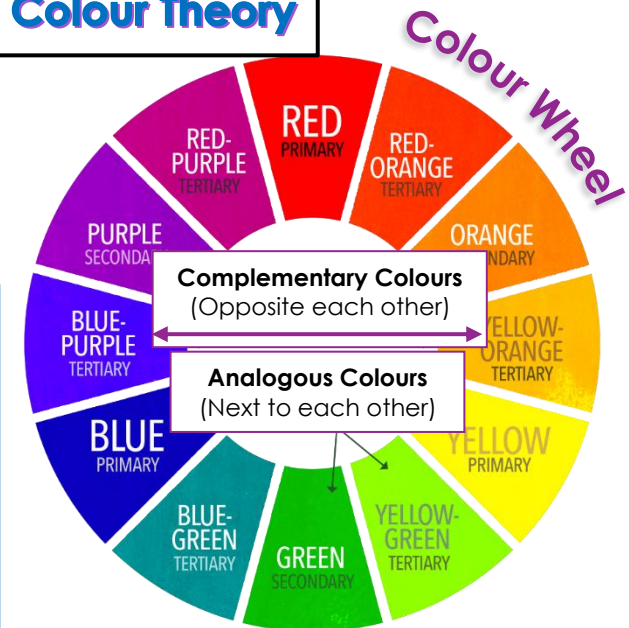 Colour Theory
Colour Wheel
RED
PRIMARY
RED-
ORANGE
TERTIARY
ORANGE
NDARY
YELLOW-
ORANGE
TERTIARY
YELLOW
PRIMARY
YELLOW-
GREEN
TERTIARY
GREEN
SECONDARY
BLUE-
GREEN
TERTIARY
BLUE
PRIMARY
BLUE-
PURPLE
TERTIARY
PURPLE
SECONDA
RED-
PURPLE
TERTIARY
Complementary Colours
(Opposite each other)
Analogous Colours
(Next to each other)